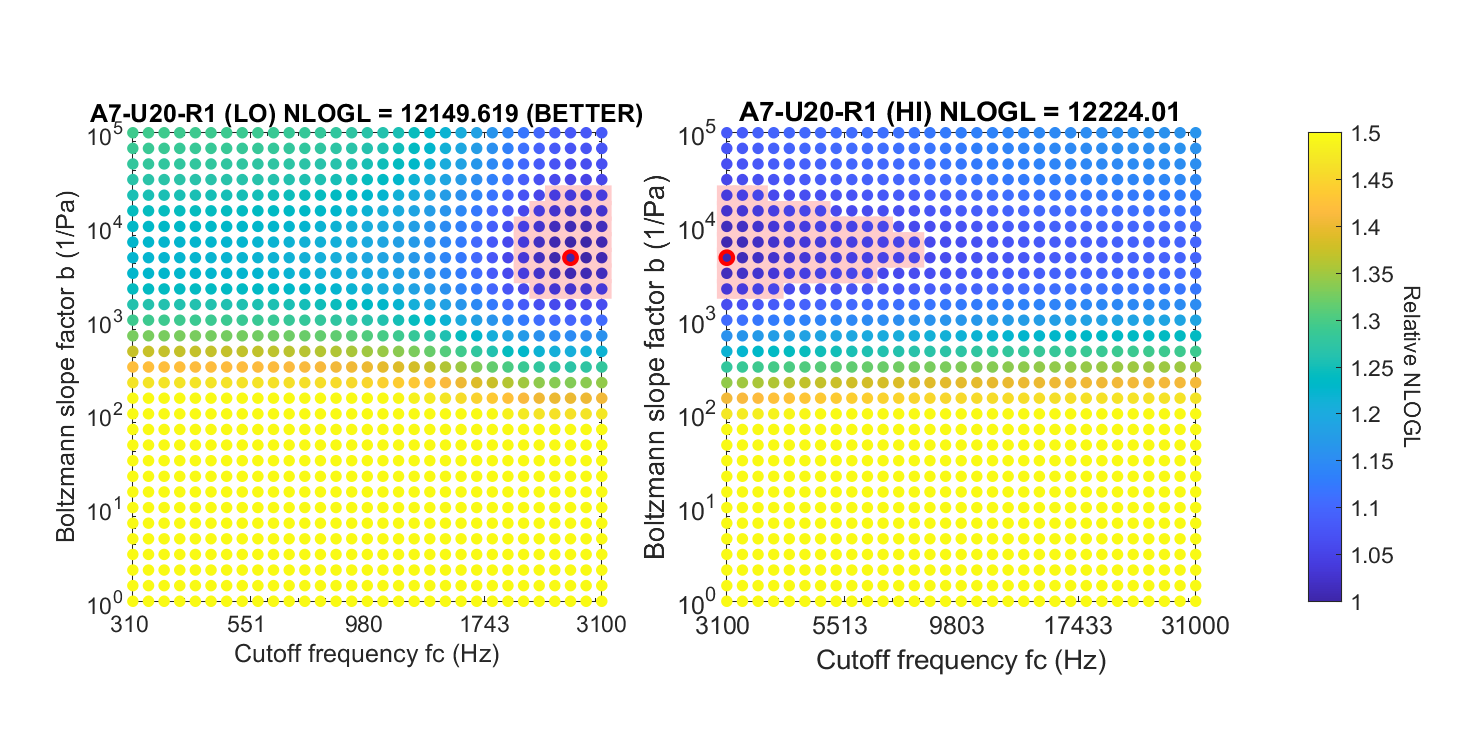 A7-U20-R1 (LO) NLOGL = 12149.619 (BETTER)
A7-U20-R1 (HI) NLOGL = 12224.01
Boltzmann slope factor b (1/Pa)
10^5
10^4
10^3
10^2
10^1
10^0
310 551 980 1743 3100
Cutoff frequency fc (Hz)
Boltzmann slope factor b (1/Pa)
10^5
10^4
10^3
10^2
10^1
10^0
3100 5513 9803 17433 31000
Cutoff frequency fc (Hz)
1.5
1.45
1.4
1.35
1.3
1.25
1.2
1.15
1.1
1.05
1
Relative NLOGL